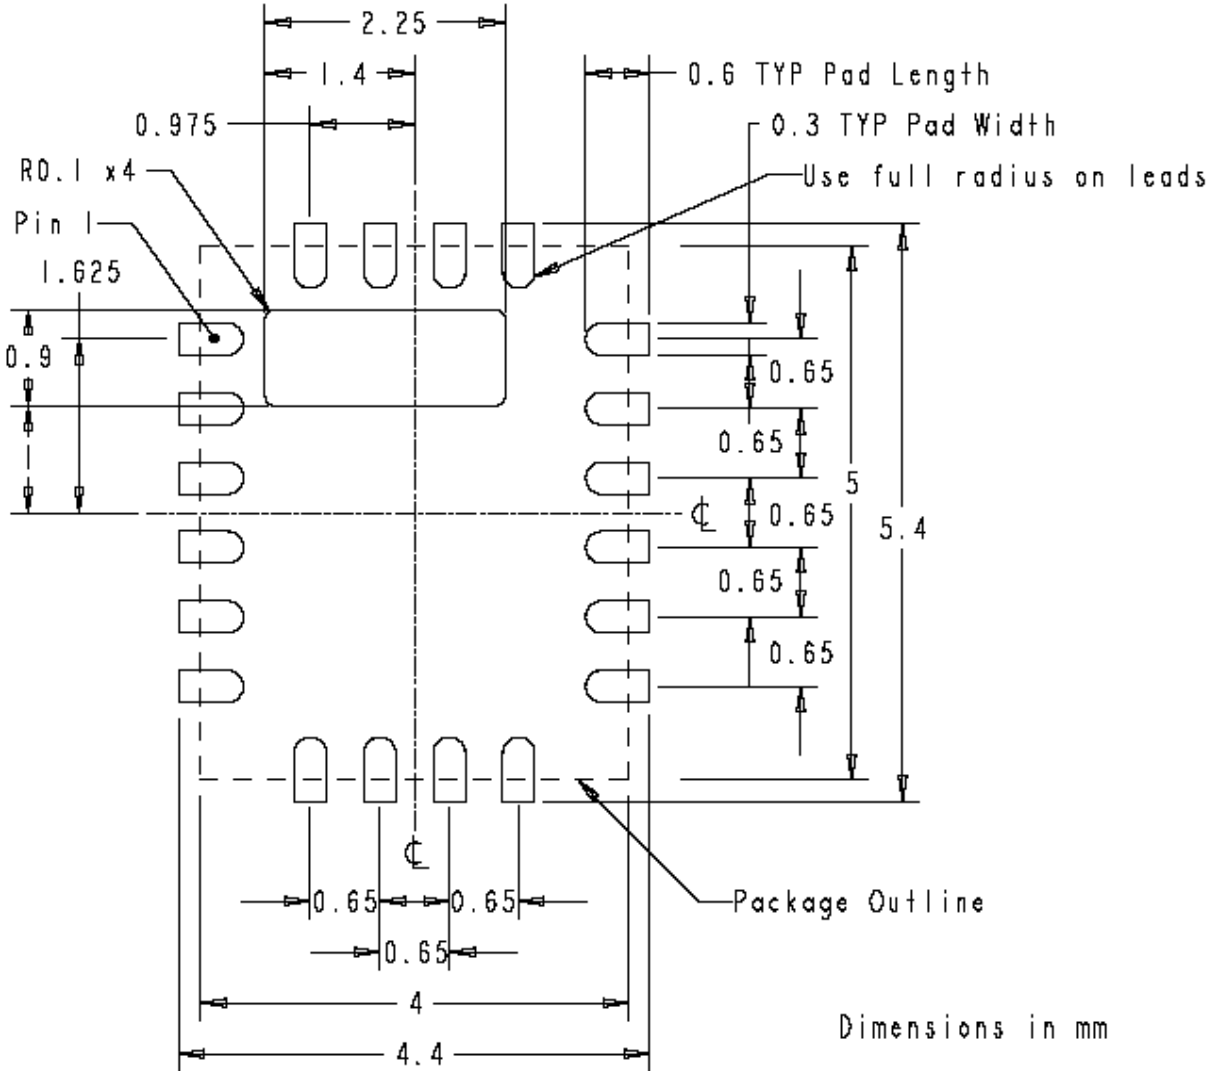 2.25
1.4
0.6 TYP Pad Length
0.975
0.3 TYP Pad Width
R0.1 x4
Use full radius on leads
Pin 1
1.625
0.9
0.65
0.65
5
0.65
5.4
0.65
0.65
℄
℄
0.65
0.65
Package Outline
0.65
4
Dimensions in mm
4.4